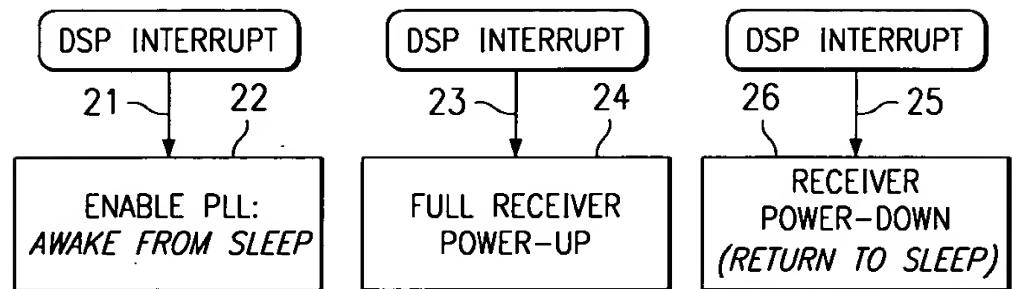 DSP INTERRUPT
21
22
ENABLE PLL:
AWAKE FROM SLEEP
DSP INTERRUPT
23
24
FULL RECEIVER
POWER-UP
DSP INTERRUPT
26
25
RECEIVER
POWER-DOWN
(RETURN TO SLEEP)